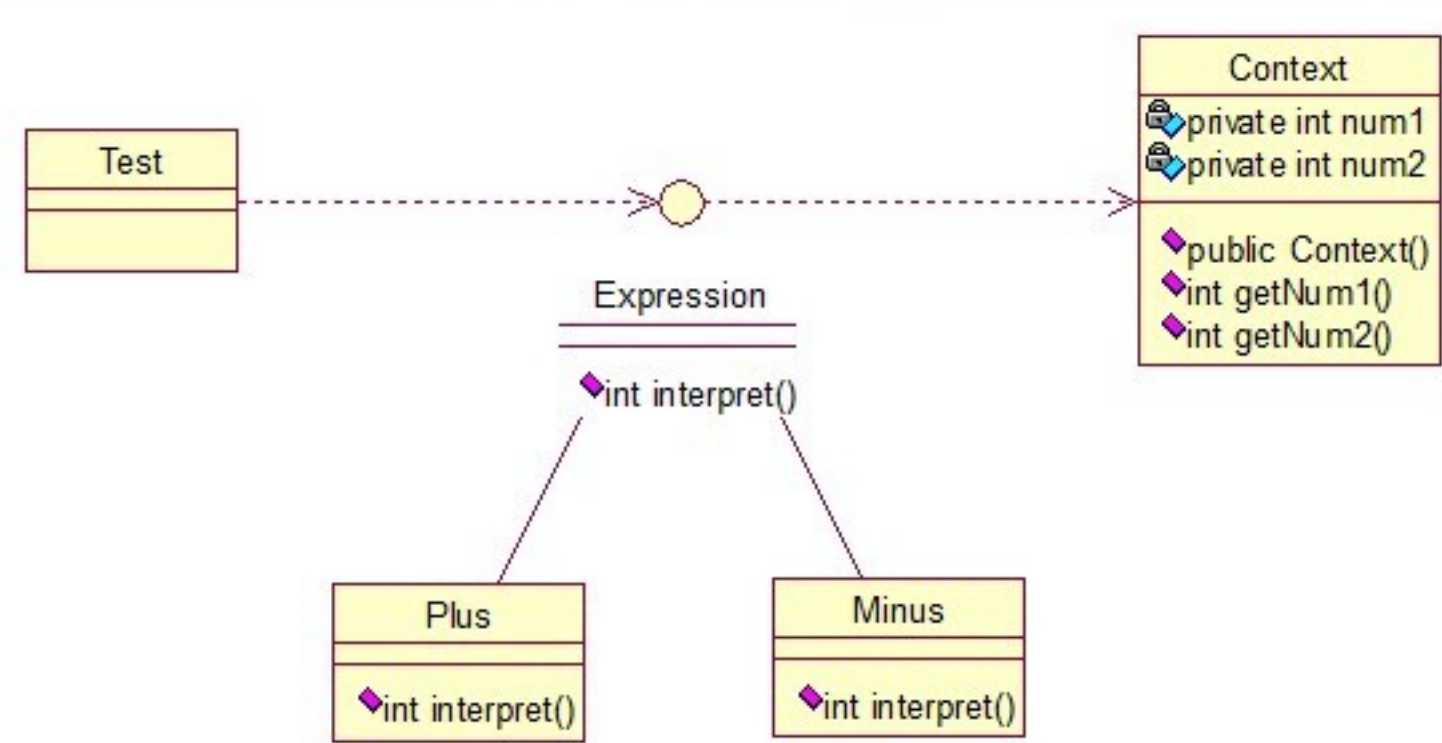 Test
Context
private int num1
private int num2
public Context()
int getNum1()
int getNum2()
Expression
int interpret()
Plus
int interpret()
Minus
int interpret()